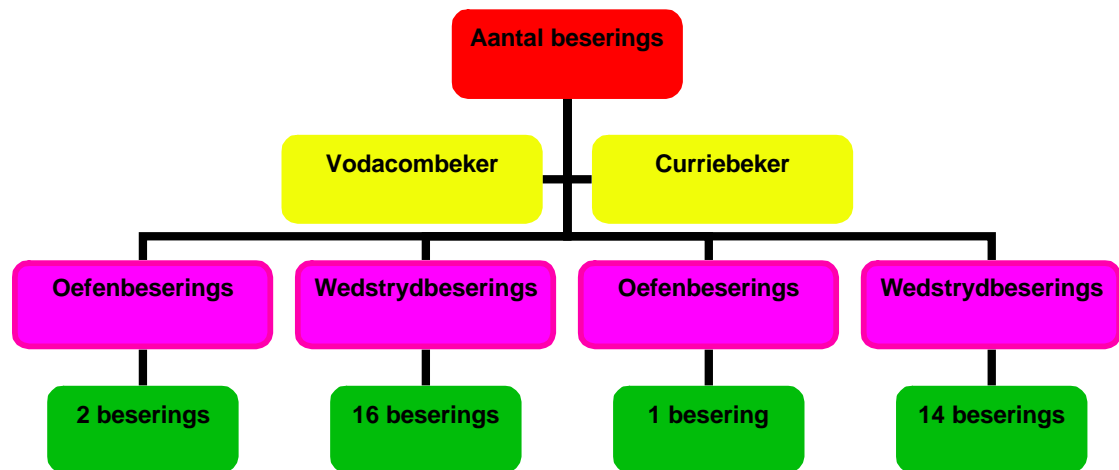 Aantal beserings
Vodacombeker
Curriebeker
Oefenbeserings
Wedstrydbeserings
Oefenbeserings
Wedstrydbeserings
2 beserings
16 beserings
1 besering
14 beserings